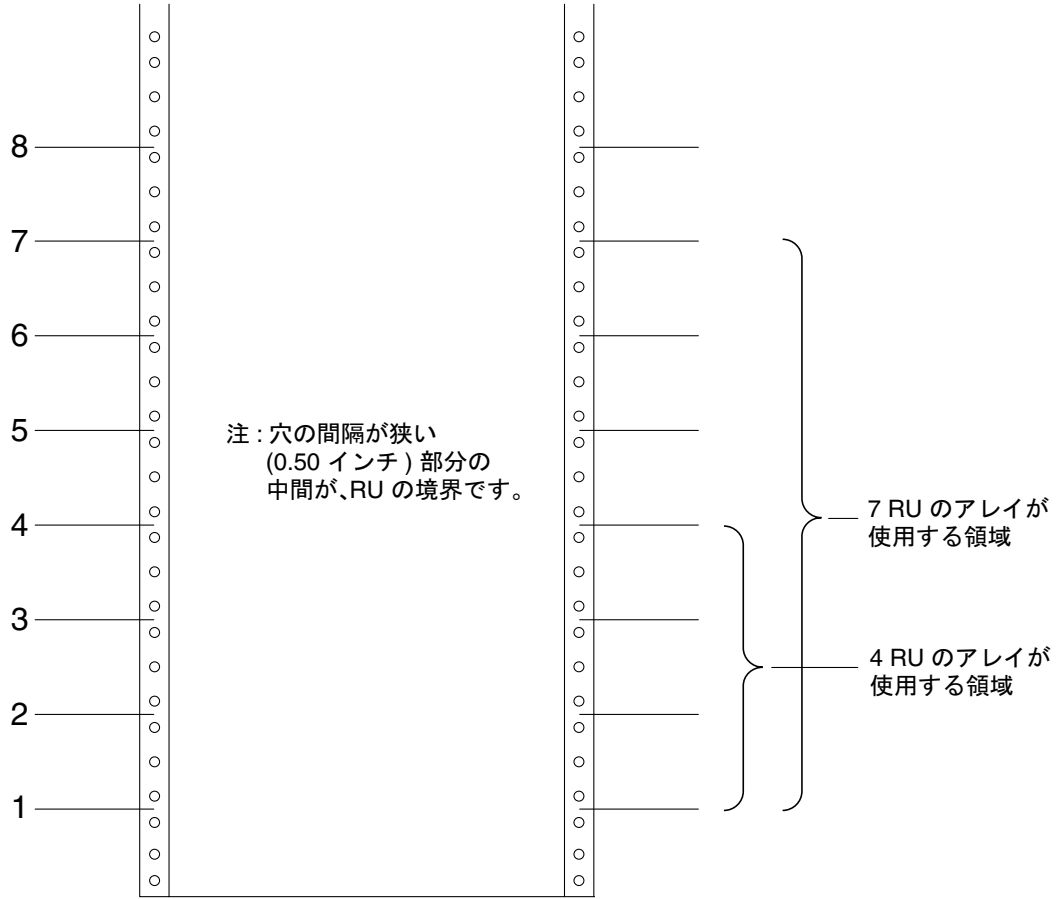 8
7
6
5
4
3
2
1
注 : 穴の間隔が狭い
(0.50 インチ ) 部分の
中間が、RU の境界です。
7 RU のアレイが
使用する領域
4 RU のアレイが
使用する領域